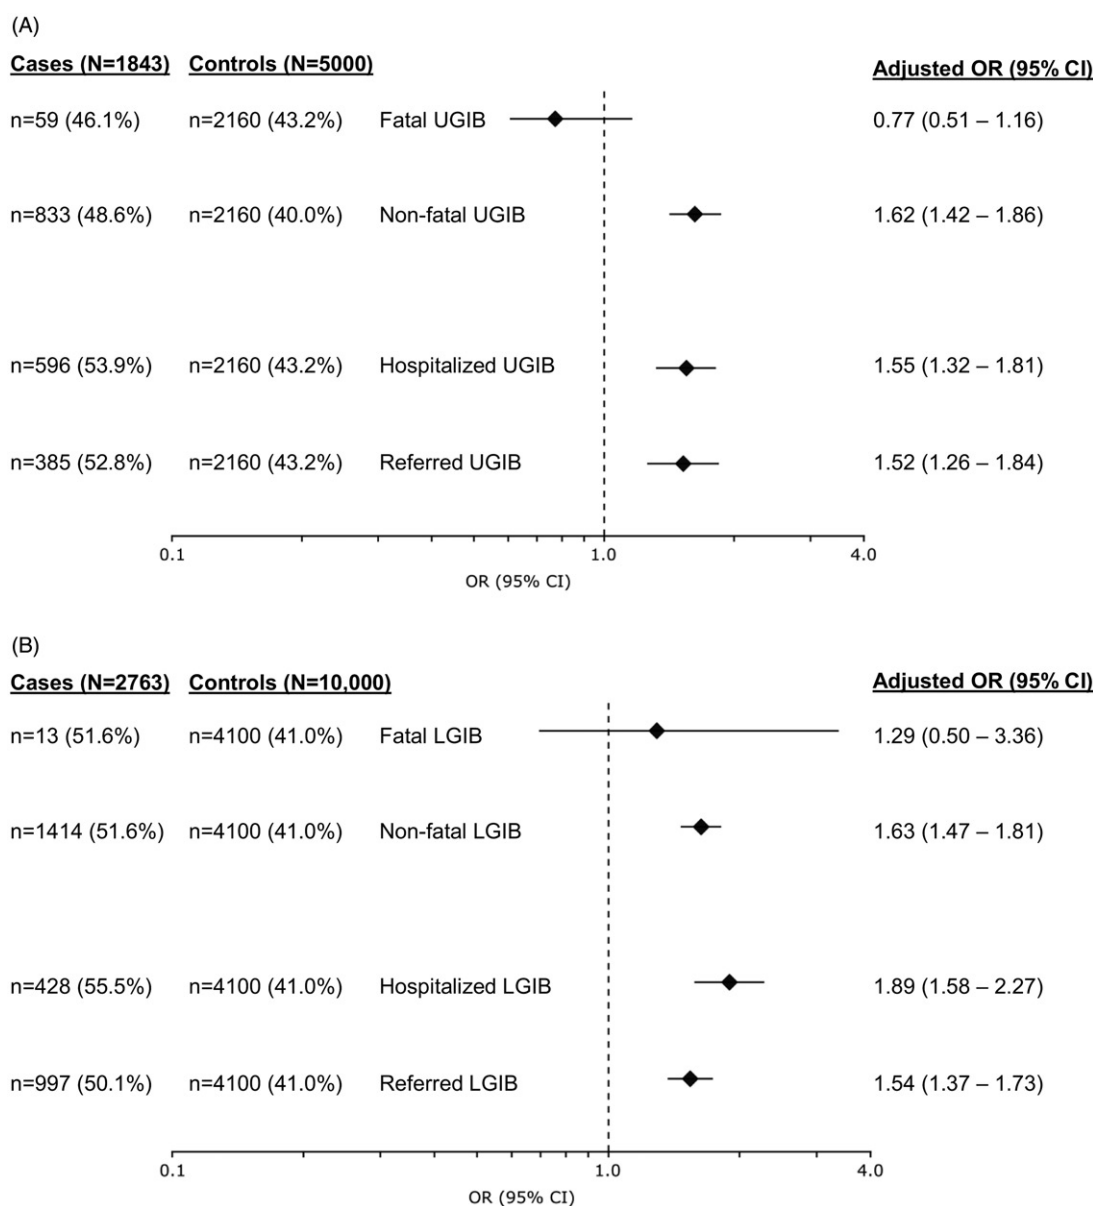 (A)
Cases (N=1843) Controls (N=5000) Adjusted OR (95% CI)
n=59 (46.1%) n=2160 (43.2%) Fatal UGIB 0.77 (0.51 – 1.16)
n=833 (48.6%) n=2160 (40.0%) Non-fatal UGIB 1.62 (1.42 – 1.86)
n=596 (53.9%) n=2160 (43.2%) Hospitalized UGIB 1.55 (1.32 – 1.81)
n=385 (52.8%) n=2160 (43.2%) Referred UGIB 1.52 (1.26 – 1.84)
0.1 1.0 4.0
OR (95% CI)
(B)
Cases (N=2763) Controls (N=10,000) Adjusted OR (95% CI)
n=13 (51.6%) n=4100 (41.0%) Fatal LGIB 1.29 (0.50 – 3.36)
n=1414 (51.6%) n=4100 (41.0%) Non-fatal LGIB 1.63 (1.47 – 1.81)
n=428 (55.5%) n=4100 (41.0%) Hospitalized LGIB 1.89 (1.58 – 2.27)
n=997 (50.1%) n=4100 (41.0%) Referred LGIB 1.54 (1.37 – 1.73)
0.1 1.0 4.0
OR (95% CI)